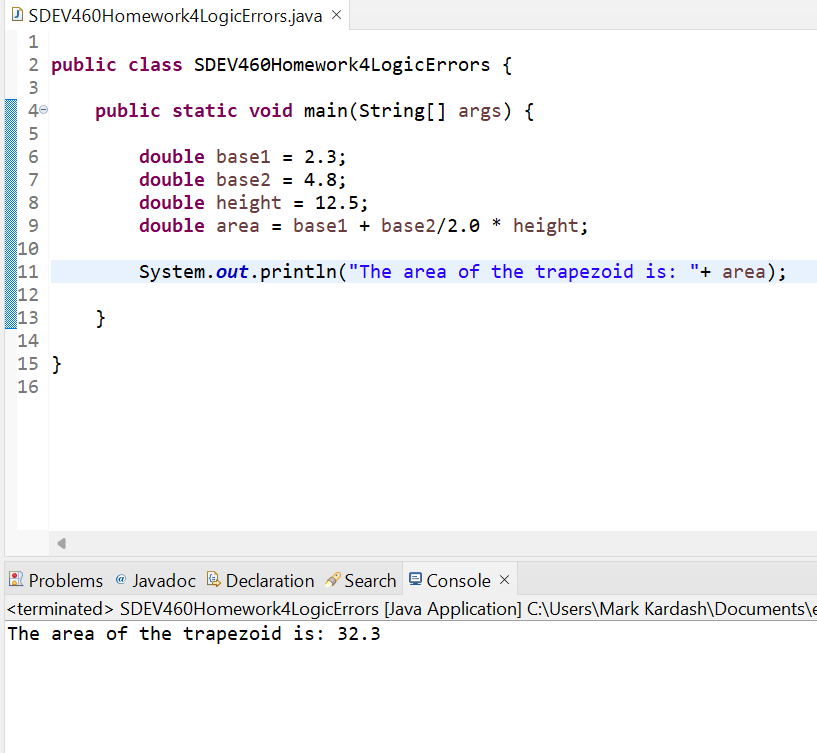 SDEV460Homework4LogicErrors.java
1
2 public class SDEV460Homework4LogicErrors {
3
4 public static void main(String[] args) {
5
6 double base1 = 2.3;
7 double base2 = 4.8;
8 double height = 12.5;
9 double area = base1 + base2/2.0 * height;
10
11 System.out.println("The area of the trapezoid is: "+ area);
12
13 }
14
15 }
16
Problems @ Javadoc Declaration Search Console
<terminated> SDEV460Homework4LogicErrors [Java Application] C:\Users\Mark Kardash\Documents\e
The area of the trapezoid is: 32.3